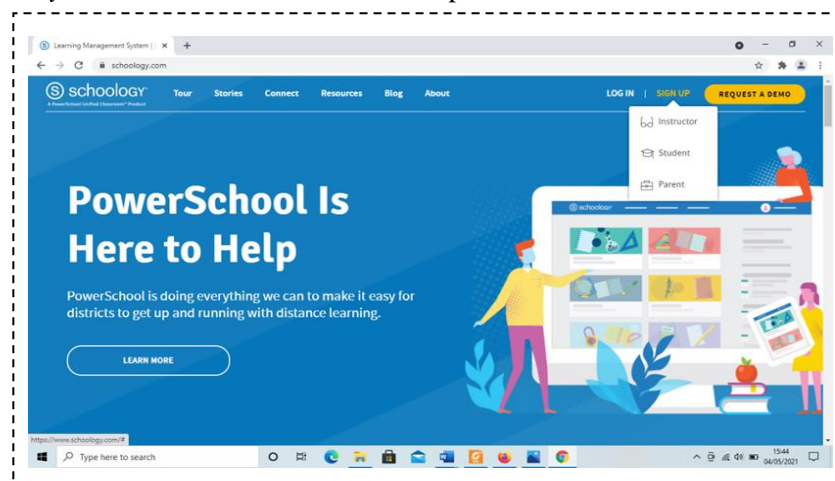 Learning Management System |
schoology.com
schoology
A PowerSchool Unified Classroom™ Product
Tour Stories Connect Resources Blog About LOG IN | SIGN UP REQUEST A DEMO
Instructor
Student
Parent
PowerSchool Is
Here to Help
PowerSchool is doing everything we can to make it easy for
districts to get up and running with distance learning.
LEARN MORE
schoology
https://www.schoology.com/#
Type here to search
15:44
04/05/2021